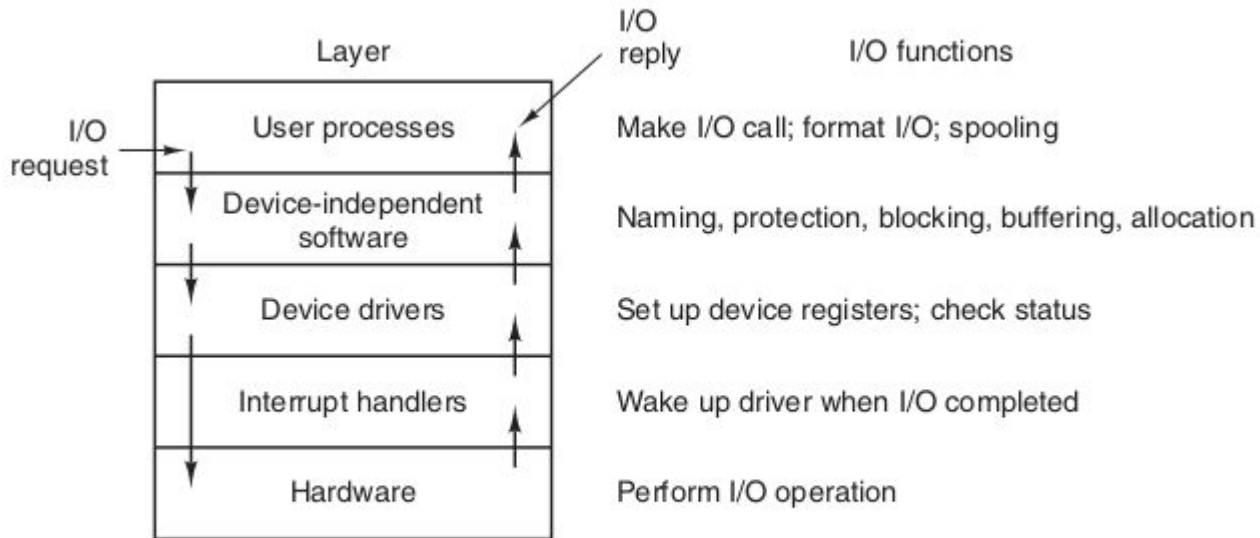 Layer
I/O
reply
I/O functions
I/O
request
User processes
Make I/O call; format I/O; spooling
Device-independent
software
Naming, protection, blocking, buffering, allocation
Device drivers
Set up device registers; check status
Interrupt handlers
Wake up driver when I/O completed
Hardware
Perform I/O operation